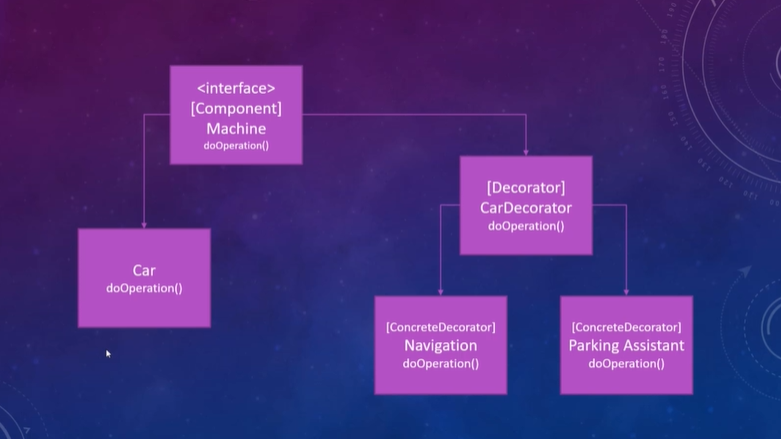 <interface>
[Component]
Machine
doOperation()
[Decorator]
CarDecorator
doOperation()
Car
doOperation()
[ConcreteDecorator]
Navigation
doOperation()
[ConcreteDecorator]
Parking Assistant
doOperation()